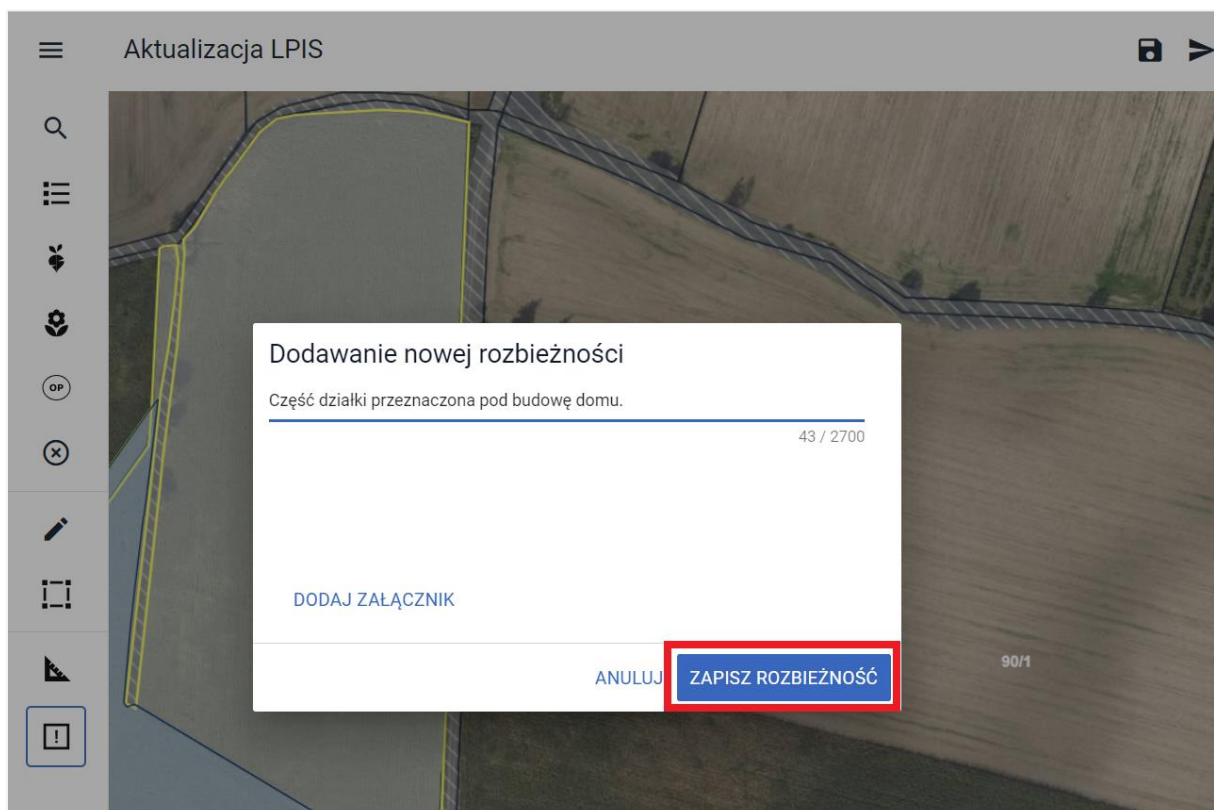 Aktualizacja LPIS
OP
Dodawanie nowej rozbieżności
Część działki przeznaczona pod budowę domu.
43 / 2700
DODAJ ZAŁĄCZNIK
90/1
ANULUJ
ZAPISZ ROZBIEŻNOŚĆ